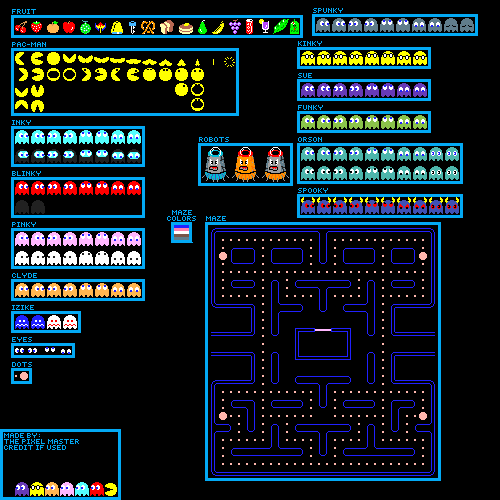 FRUIT
SPUNKY
PAC-MAN
KINKY
SUE
FUNKY
INKY
ROBOTS
ORSON
BLINKY
SPOOKY
MAZE
COLORS
MAZE
PINKY
CLYDE
IZIKE
EYES
DOTS
MADE BY:
THE PIXEL MASTER
CREDIT IF USED